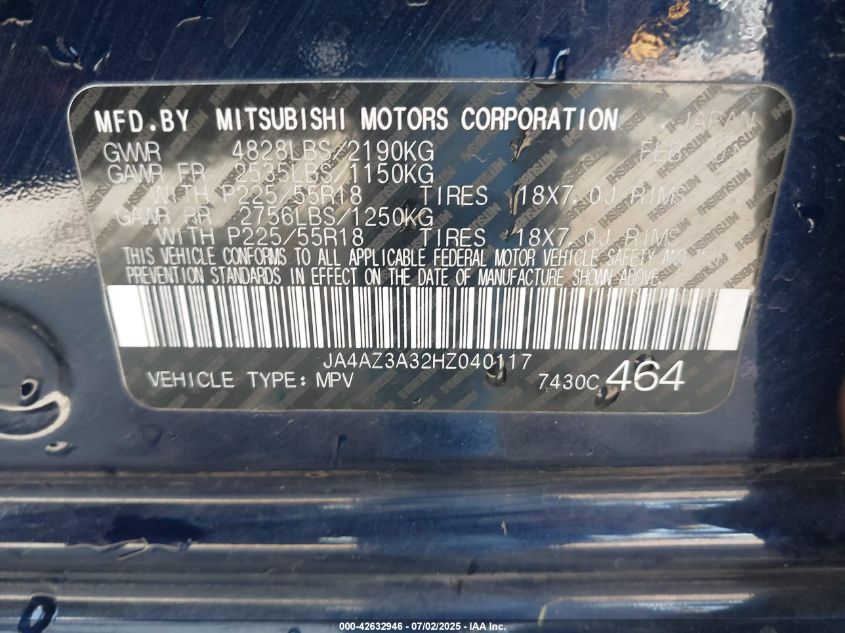 MFD.BY MITSUBISHI MOTORS CORPORATION JAPAN
GVWR 4828LBS/2190KG FEB
GAWR FR 2535LBS/1150KG
WITH P225/55R18 TIRES 18X7.0J RIMS
GAWR RR 2756LBS/1250KG
WITH P225/55R18 TIRES 18X7.0J RIMS
THIS VEHICLE CONFORMS TO ALL APPLICABLE FEDERAL MOTOR VEHICLE SAFETY AND
PREVENTION STANDARDS IN EFFECT ON THE DATE OF MANUFACTURE SHOWN ABOVE.
JA4AZ3A32HZ040117
VEHICLE TYPE: MPV 7430C 464
000-42632946 - 07/02/2025 - IAA Inc.